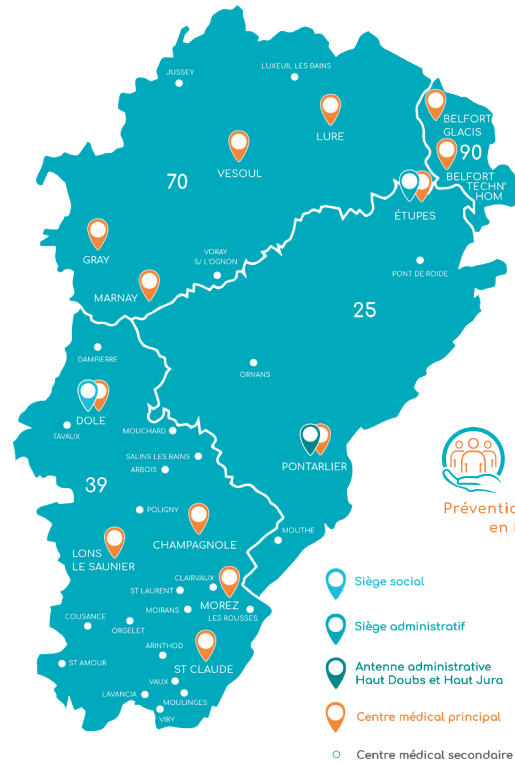 JUSSEY
LUXEUIL LES BAINS
LURE
BELFORT
GLACIS
90
BELFORT
TECHN'
HOM
VESOUL
70
ÉTUPES
GRAY
VORAY
S/ L'OGNON
PONT DE ROIDE
MARNAY
25
DAMPIERRE
ORNANS
DOLE
TAVAUX
MOUCHARD
PONTARLIER
SALINS LES BAINS
ARBOIS
39
POLIGNY
CHAMPAGNOLE
MOUTHE
LONS
LE SAUNIER
CLAIRVAUX
ST LAURENT
MOREZ
MOIRANS
LES ROUSSES
COUSANCE
ORGELET
ARINTHOD
ST CLAUDE
ST AMOUR
VAUX
LAVANCIA
MOULINGES
VIRY
Préventio
en
Siège social
Siège administratif
Antenne administrative
Haut Doubs et Haut Jura
Centre médical principal
Centre médical secondaire